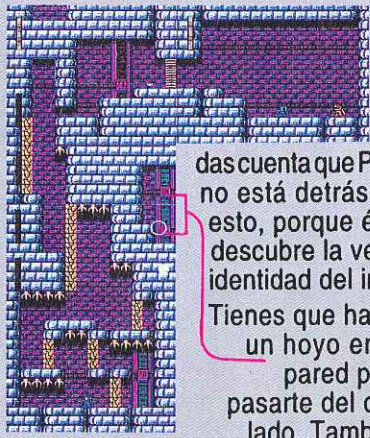 das cuenta que P
no está detrás
esto, porque é
descubre la ve
identidad del i
Tienes que ha
un hoyo en
pared p
pasarte del
lado. Tamb